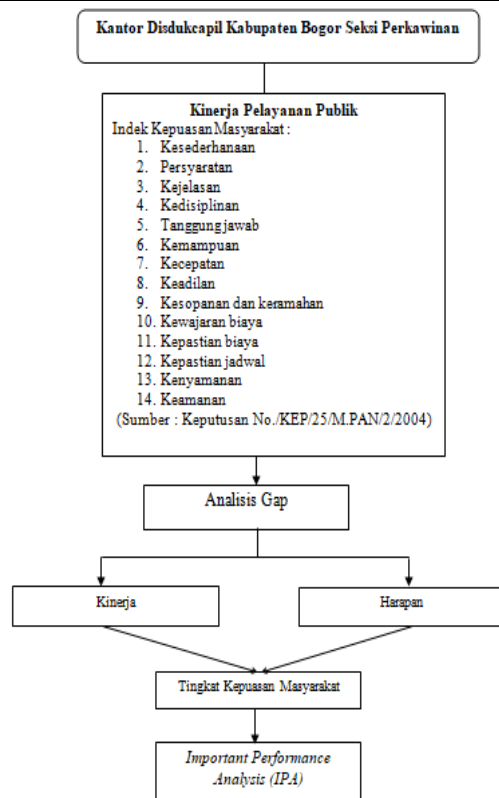 Kantor Disdukcapil Kabupaten Bogor Seksi Perkawinan
Kinerja Pelayanan Publik
Indek Kepuasan Masyarakat :
1. Kesederhanaan
2. Persyaratan
3. Kejelasan
4. Kedisiplinan
5. Tanggung jawab
6. Kemampuan
7. Kecepatan
8. Keadilan
9. Kesopanan dan keramahan
10. Kewajaran biaya
11. Kepastian biaya
12. Kepastian jadwal
13. Kenyamanan
14. Keamanan
(Sumber : Keputusan No./KEP/25/M.PAN/2/2004)
Analisis Gap
Kinerja
Harapan
Tingkat Kepuasan Masyarakat
Important Performance
Analysis (IPA)